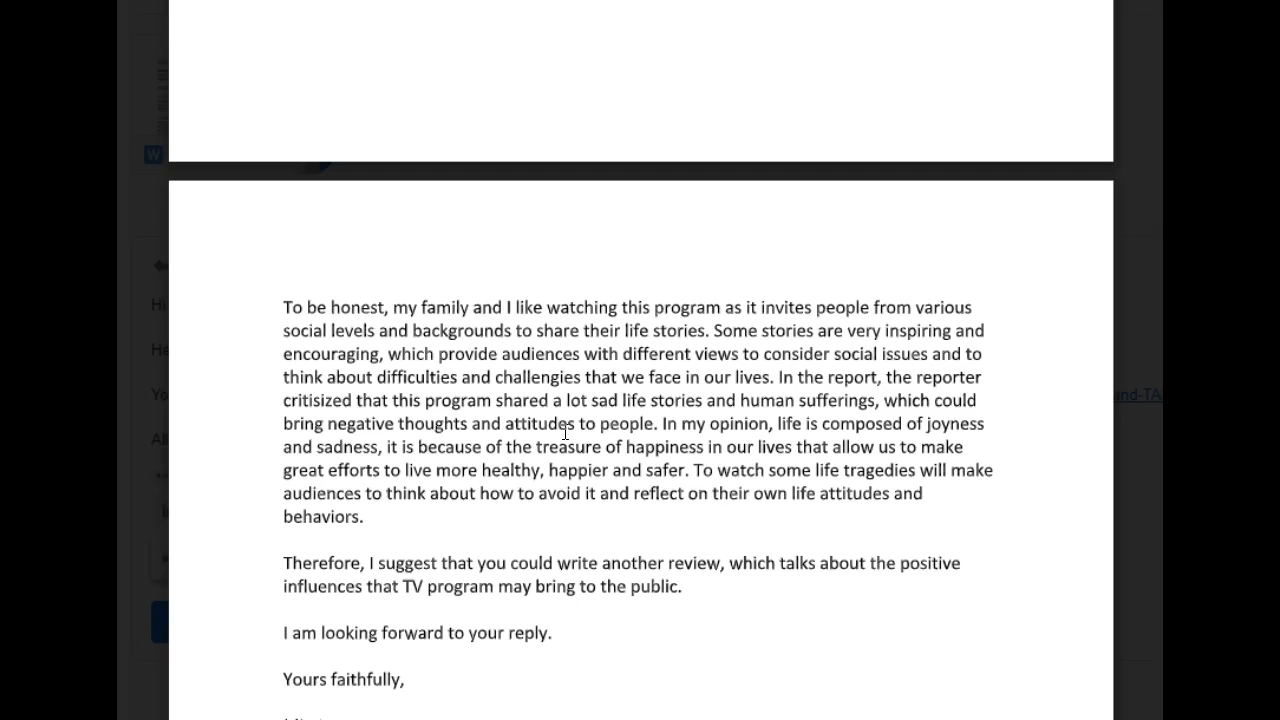 W
Hi
He
Yo
and-TA
All
To be honest, my family and I like watching this program as it invites people from various
social levels and backgrounds to share their life stories. Some stories are very inspiring and
encouraging, which provide audiences with different views to consider social issues and to
think about difficulties and challengies that we face in our lives. In the report, the reporter
critisized that this program shared a lot sad life stories and human sufferings, which could
bring negative thoughts and attitudes to people. In my opinion, life is composed of joyness
and sadness, it is because of the treasure of happiness in our lives that allow us to make
great efforts to live more healthy, happier and safer. To watch some life tragedies will make
audiences to think about how to avoid it and reflect on their own life attitudes and
behaviors.
Therefore, I suggest that you could write another review, which talks about the positive
influences that TV program may bring to the public.
I am looking forward to your reply.
Yours faithfully,